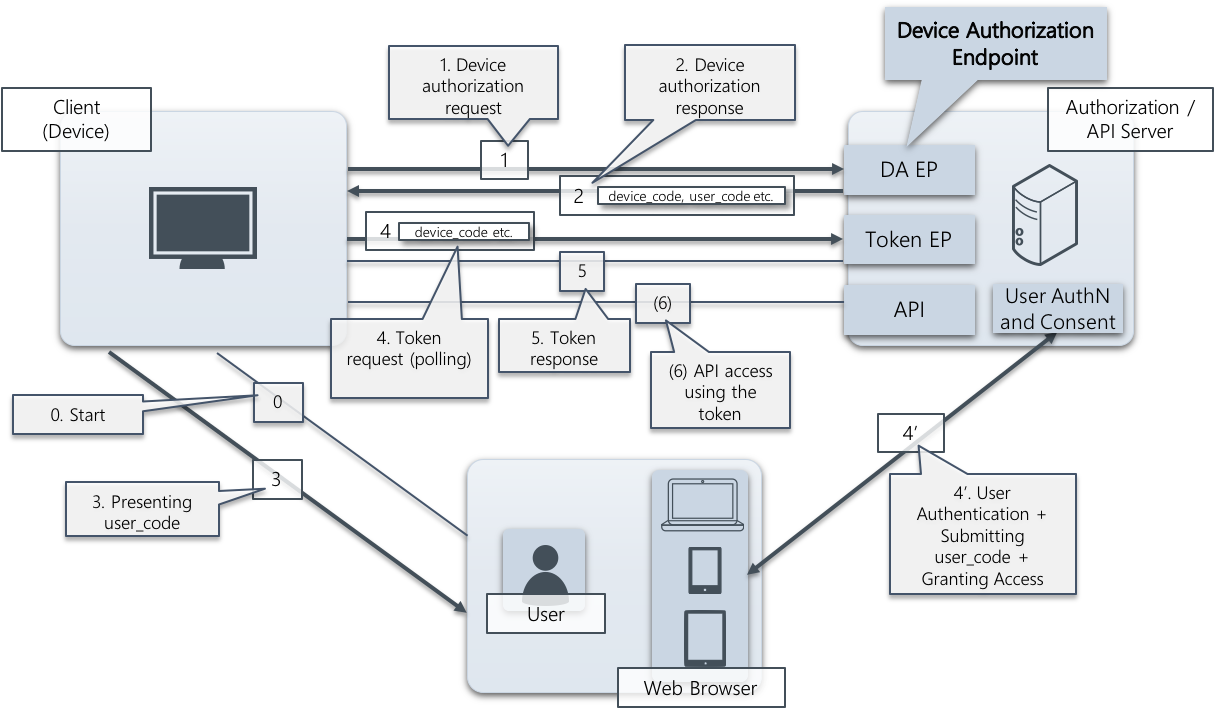 Device Authorization
Endpoint
1. Device
authorization
request
2. Device
authorization
response
Client
(Device)
Authorization /
API Server
1
DA EP
2
device_code, user_code etc.
4
device_code etc.
Token EP
5
(6)
API
User AuthN
and Consent
4. Token
request (polling)
5. Token
response
(6) API access
using the
token
0. Start
0
3
3. Presenting
user_code
4’
4’. User
Authentication +
Submitting
user_code +
Granting Access
User
Web Browser